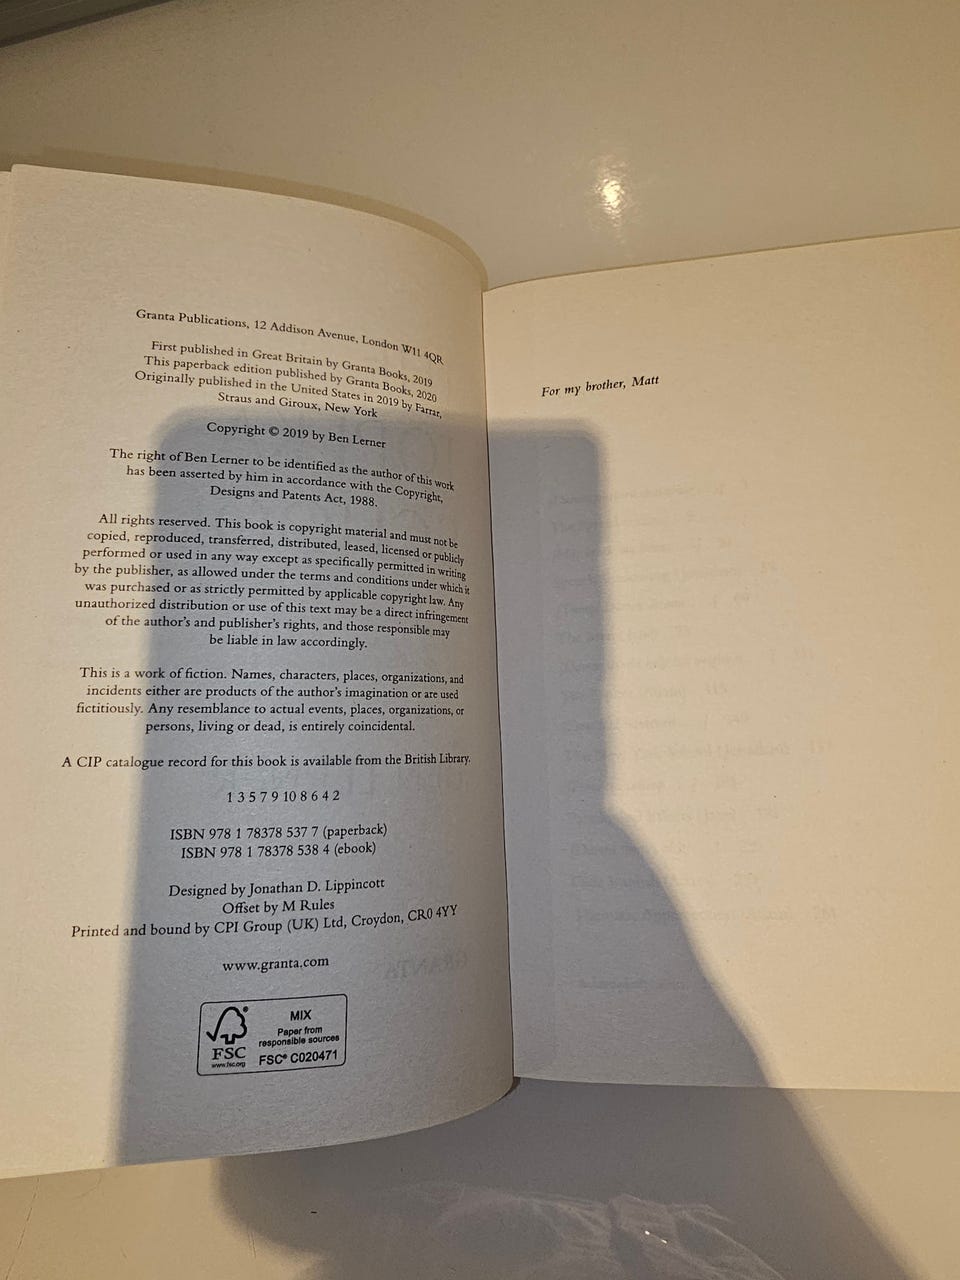 Granta Publications, 12 Addison Avenue, London W11 4QR
First published in Great Britain by Granta Books, 2019
This paperback edition published by Granta Books, 2020
Originally published in the United States in 2019 by Farrar,
Straus and Giroux, New York
Copyright © 2019 by Ben Lerner
The right of Ben Lerner to be identified as the author of this work
has been asserted by him in accordance with the Copyright,
Designs and Patents Act, 1988.
All rights reserved. This book is copyright material and must not be
copied, reproduced, transferred, distributed, leased, licensed or publicly
performed or used in any way except as specifically permitted in writing
by the publisher, as allowed under the terms and conditions under which it
was purchased or as strictly permitted by applicable copyright law. Any
unauthorized distribution or use of this text may be a direct infringement
of the author's and publisher's rights, and those responsible may
be liable in law accordingly.
This is a work of fiction. Names, characters, places, organizations, and
incidents either are products of the author's imagination or are used
fictitiously. Any resemblance to actual events, places, organizations, or
persons, living or dead, is entirely coincidental.
A CIP catalogue record for this book is available from the British Library.
1 3 5 7 9 10 8 6 4 2
ISBN 978 1 78378 537 7 (paperback)
ISBN 978 1 78378 538 4 (ebook)
Designed by Jonathan D. Lippincott
Offset by M Rules
Printed and bound by CPI Group (UK) Ltd, Croydon, CR0 4YY
www.granta.com
FSC
www.fsc.org
MIX
Paper from
responsible sources
FSC® C020471
For my brother, Matt